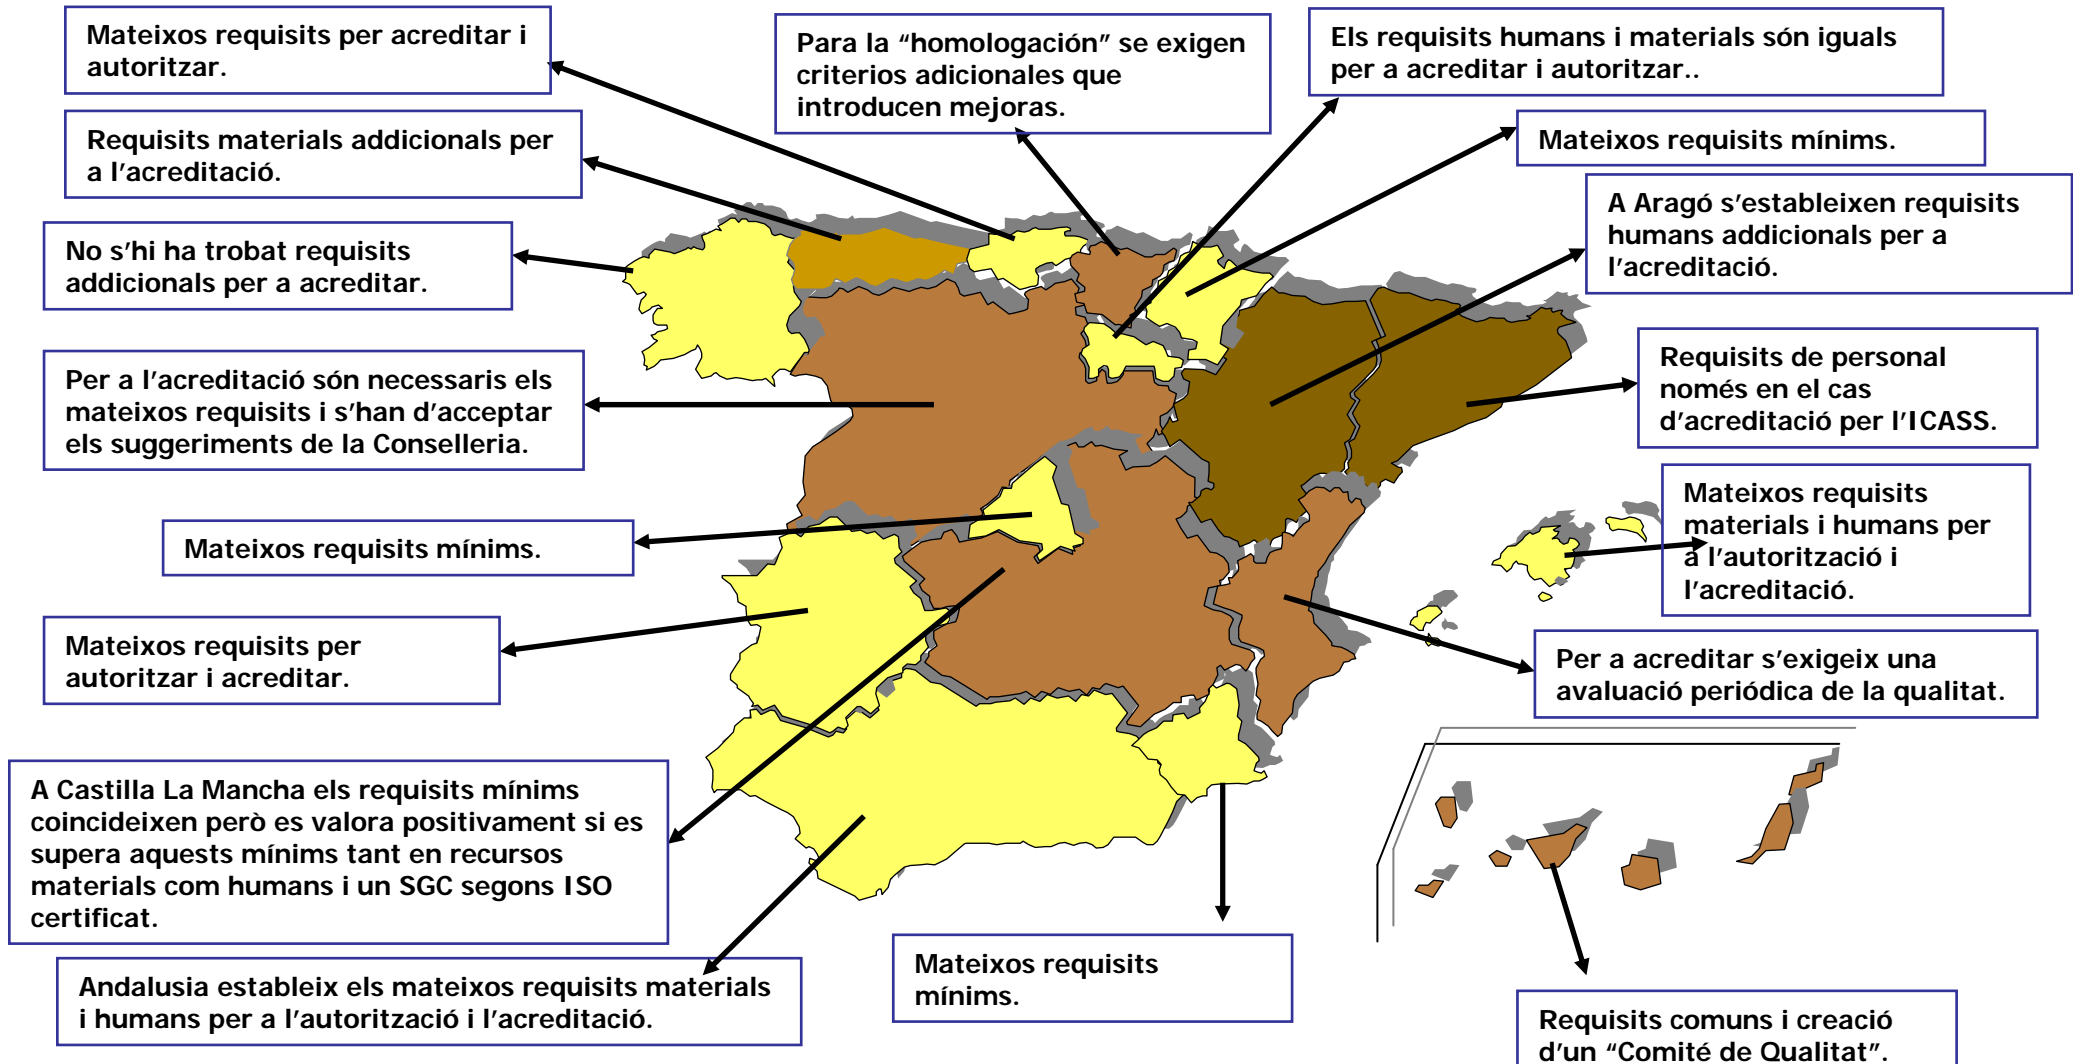 Mateixos requisits per acreditar i
autoritzar.
Para la “homologación” se exigen
criterios adicionales que
introducen mejoras.
Els requisits humans i materials són iguals
per a acreditar i autoritzar..
Requisits materials addicionals per
a l'acreditació.
Mateixos requisits mínims.
A Aragó s'estableixen requisits
humans addicionals per a
l'acreditació.
No s'hi ha trobat requisits
addicionals per a acreditar.
Requisits de personal
només en el cas
d'acreditació per l'ICASS.
Per a l'acreditació són necessaris els
mateixos requisits i s'han d'acceptar
els suggeriments de la Conselleria.
Mateixos requisits
materials i humans per
a l'autorització i
l'acreditació.
Mateixos requisits mínims.
Mateixos requisits per
autoritzar i acreditar.
Per a acreditar s'exigeix una
avaluació periódica de la qualitat.
A Castilla La Mancha els requisits mínims
coincideixen però es valora positivament si es
supera aquests mínims tant en recursos
materials com humans i un SGC segons ISO
certificat.
Andalusia estableix els mateixos requisits materials
i humans per a l'autorització i l'acreditació.
Mateixos requisits
mínims.
Requisits comuns i creació
d'un “Comité de Qualitat”.